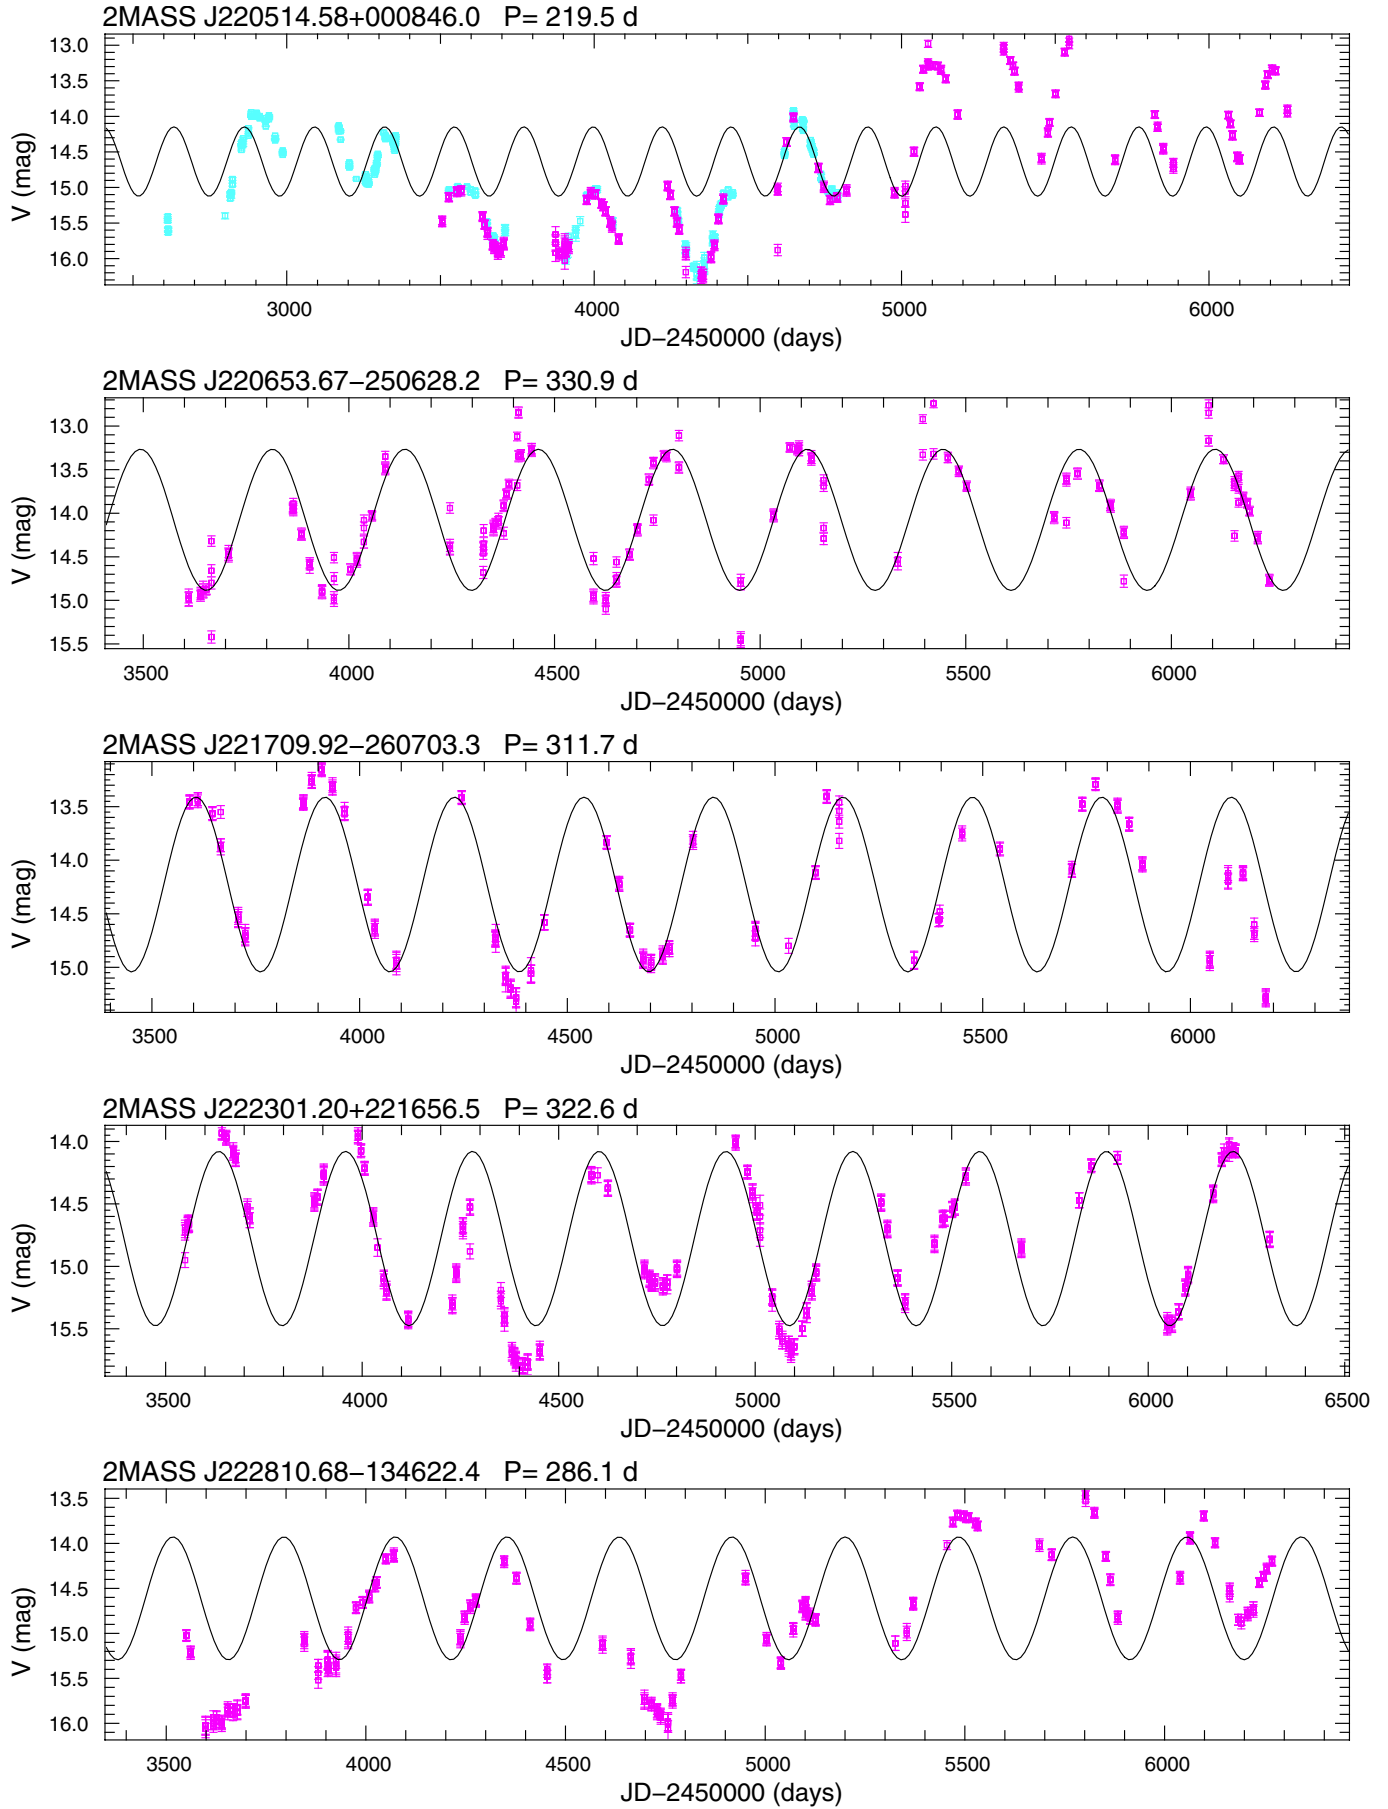 2MASS J220514.58+000846.0 P= 219.5 d
13.0
13.5
14.0
14.5
15.0
15.5
16.0
V (mag)
3000 4000 5000 6000
JD−2450000 (days)
2MASS J220653.67−250628.2 P= 330.9 d
13.0
13.5
14.0
14.5
15.0
15.5
V (mag)
3500 4000 4500 5000 5500 6000
JD−2450000 (days)
2MASS J221709.92−260703.3 P= 311.7 d
13.5
14.0
14.5
15.0
V (mag)
3500 4000 4500 5000 5500 6000
JD−2450000 (days)
2MASS J222301.20+221656.5 P= 322.6 d
14.0
14.5
15.0
15.5
V (mag)
3500 4000 4500 5000 5500 6000 6500
JD−2450000 (days)
2MASS J222810.68−134622.4 P= 286.1 d
13.5
14.0
14.5
15.0
15.5
16.0
V (mag)
3500 4000 4500 5000 5500 6000
JD−2450000 (days)